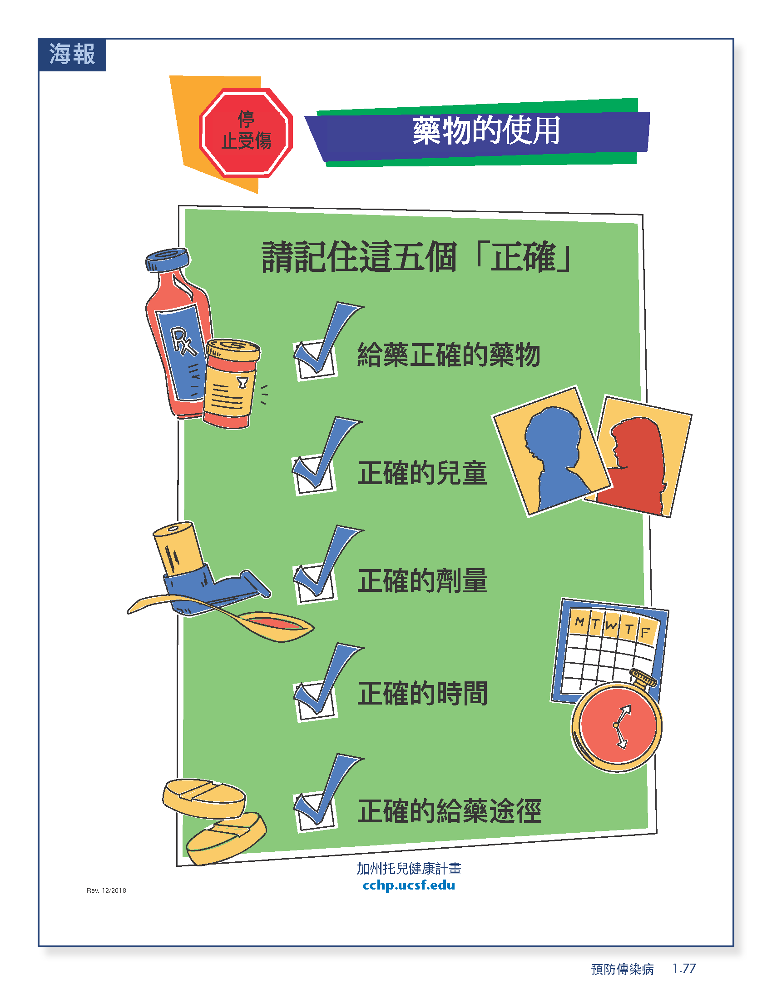 海報
停
止受傷
藥物的使用
請記住這五個「正確」
Rx
給藥正確的藥物
正確的兒童
正確的劑量
M T W T F
正確的時間
正確的給藥途徑
加州托兒健康計畫
cchp.ucsf.edu
Rev. 12/2018
預防傳染病 1.77